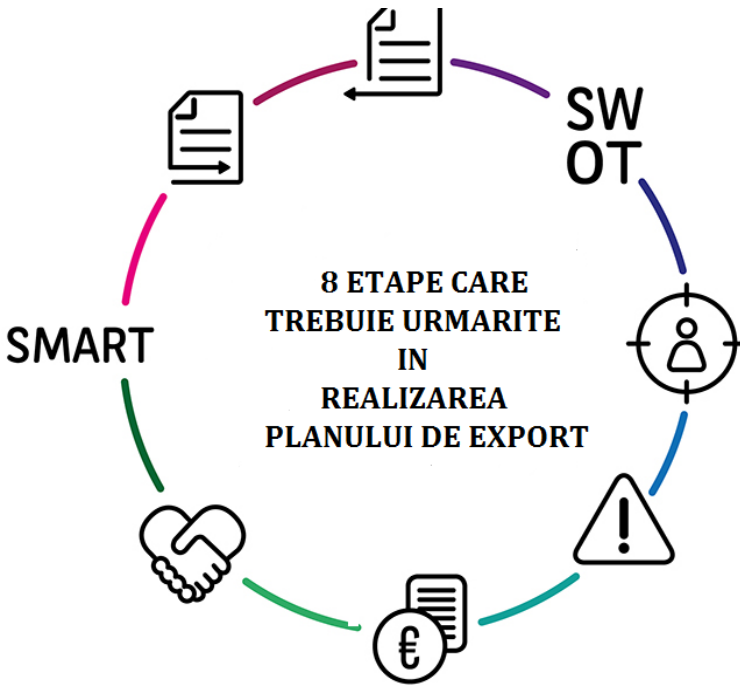 SW
OT
8 ETAPE CARE
TREBUIE URMARITE
IN
REALIZAREA
PLANULUI DE EXPORT
SMART
€